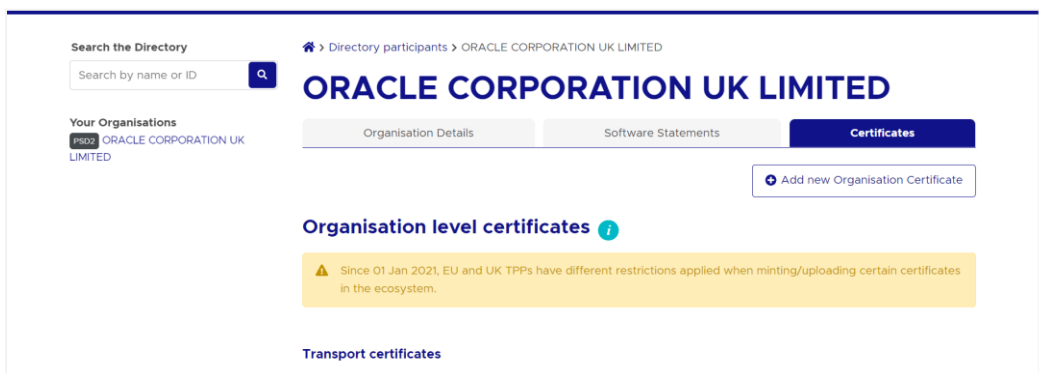 Search the Directory
Search by name or ID
Your Organisations
PSD2 ORACLE CORPORATION UK
LIMITED
> Directory participants > ORACLE CORPORATION UK LIMITED
ORACLE CORPORATION UK LIMITED
Organisation Details
Software Statements
Certificates
Add new Organisation Certificate
Organisation level certificates i
Since 01 Jan 2021, EU and UK TPPs have different restrictions applied when minting/uploading certain certificates
in the ecosystem.
Transport certificates